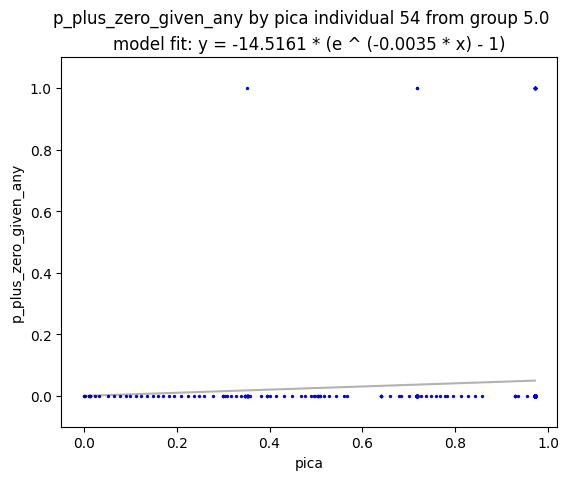 p_plus_zero_given_any by pica individual 54 from group 5.0
model fit: y = -14.5161 * (e ^ (-0.0035 * x) - 1)
1.0
0.8
0.6
0.4
0.2
0.0
p_plus_zero_given_any
0.0 0.2 0.4 0.6 0.8 1.0
pica